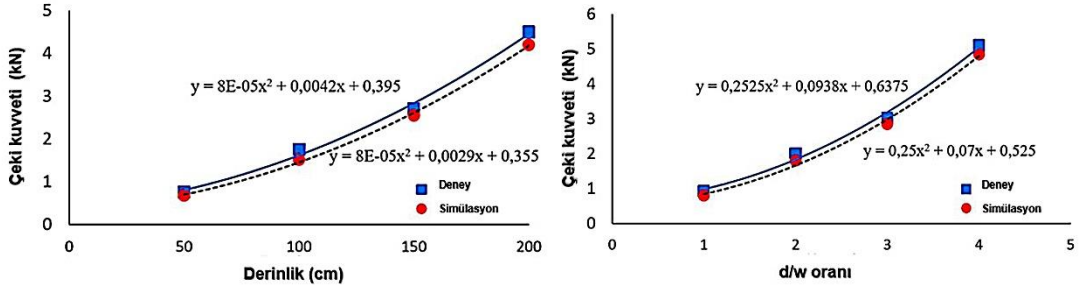 Çeki kuvveti (kN)
5
4
3
2
1
0
0
50
100
150
200
Derinlik (cm)
y = 8E-05x² + 0,0042x + 0,395
y = 8E-05x² + 0,0029x + 0,355
Deney
Simülasyon
Çeki kuvveti (kN)
6
5
4
3
2
1
0
0
1
2
3
4
5
d/w oranı
y = 0,2525x² + 0,0938x + 0,6375
y = 0,25x² + 0,07x + 0,525
Deney
Simülasyon